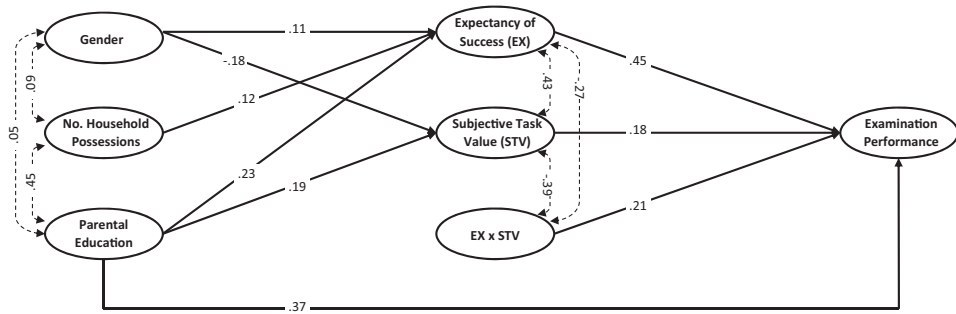 Gender
No. Household
Possessions
Parental
Education
Expectancy of
Success (EX)
Subjective Task
Value (STV)
EX x STV
Examination
Performance
.11
-.18
.12
.23
.19
.45
.18
.21
.37
.05
.09
.45
.43
-.27
-.39